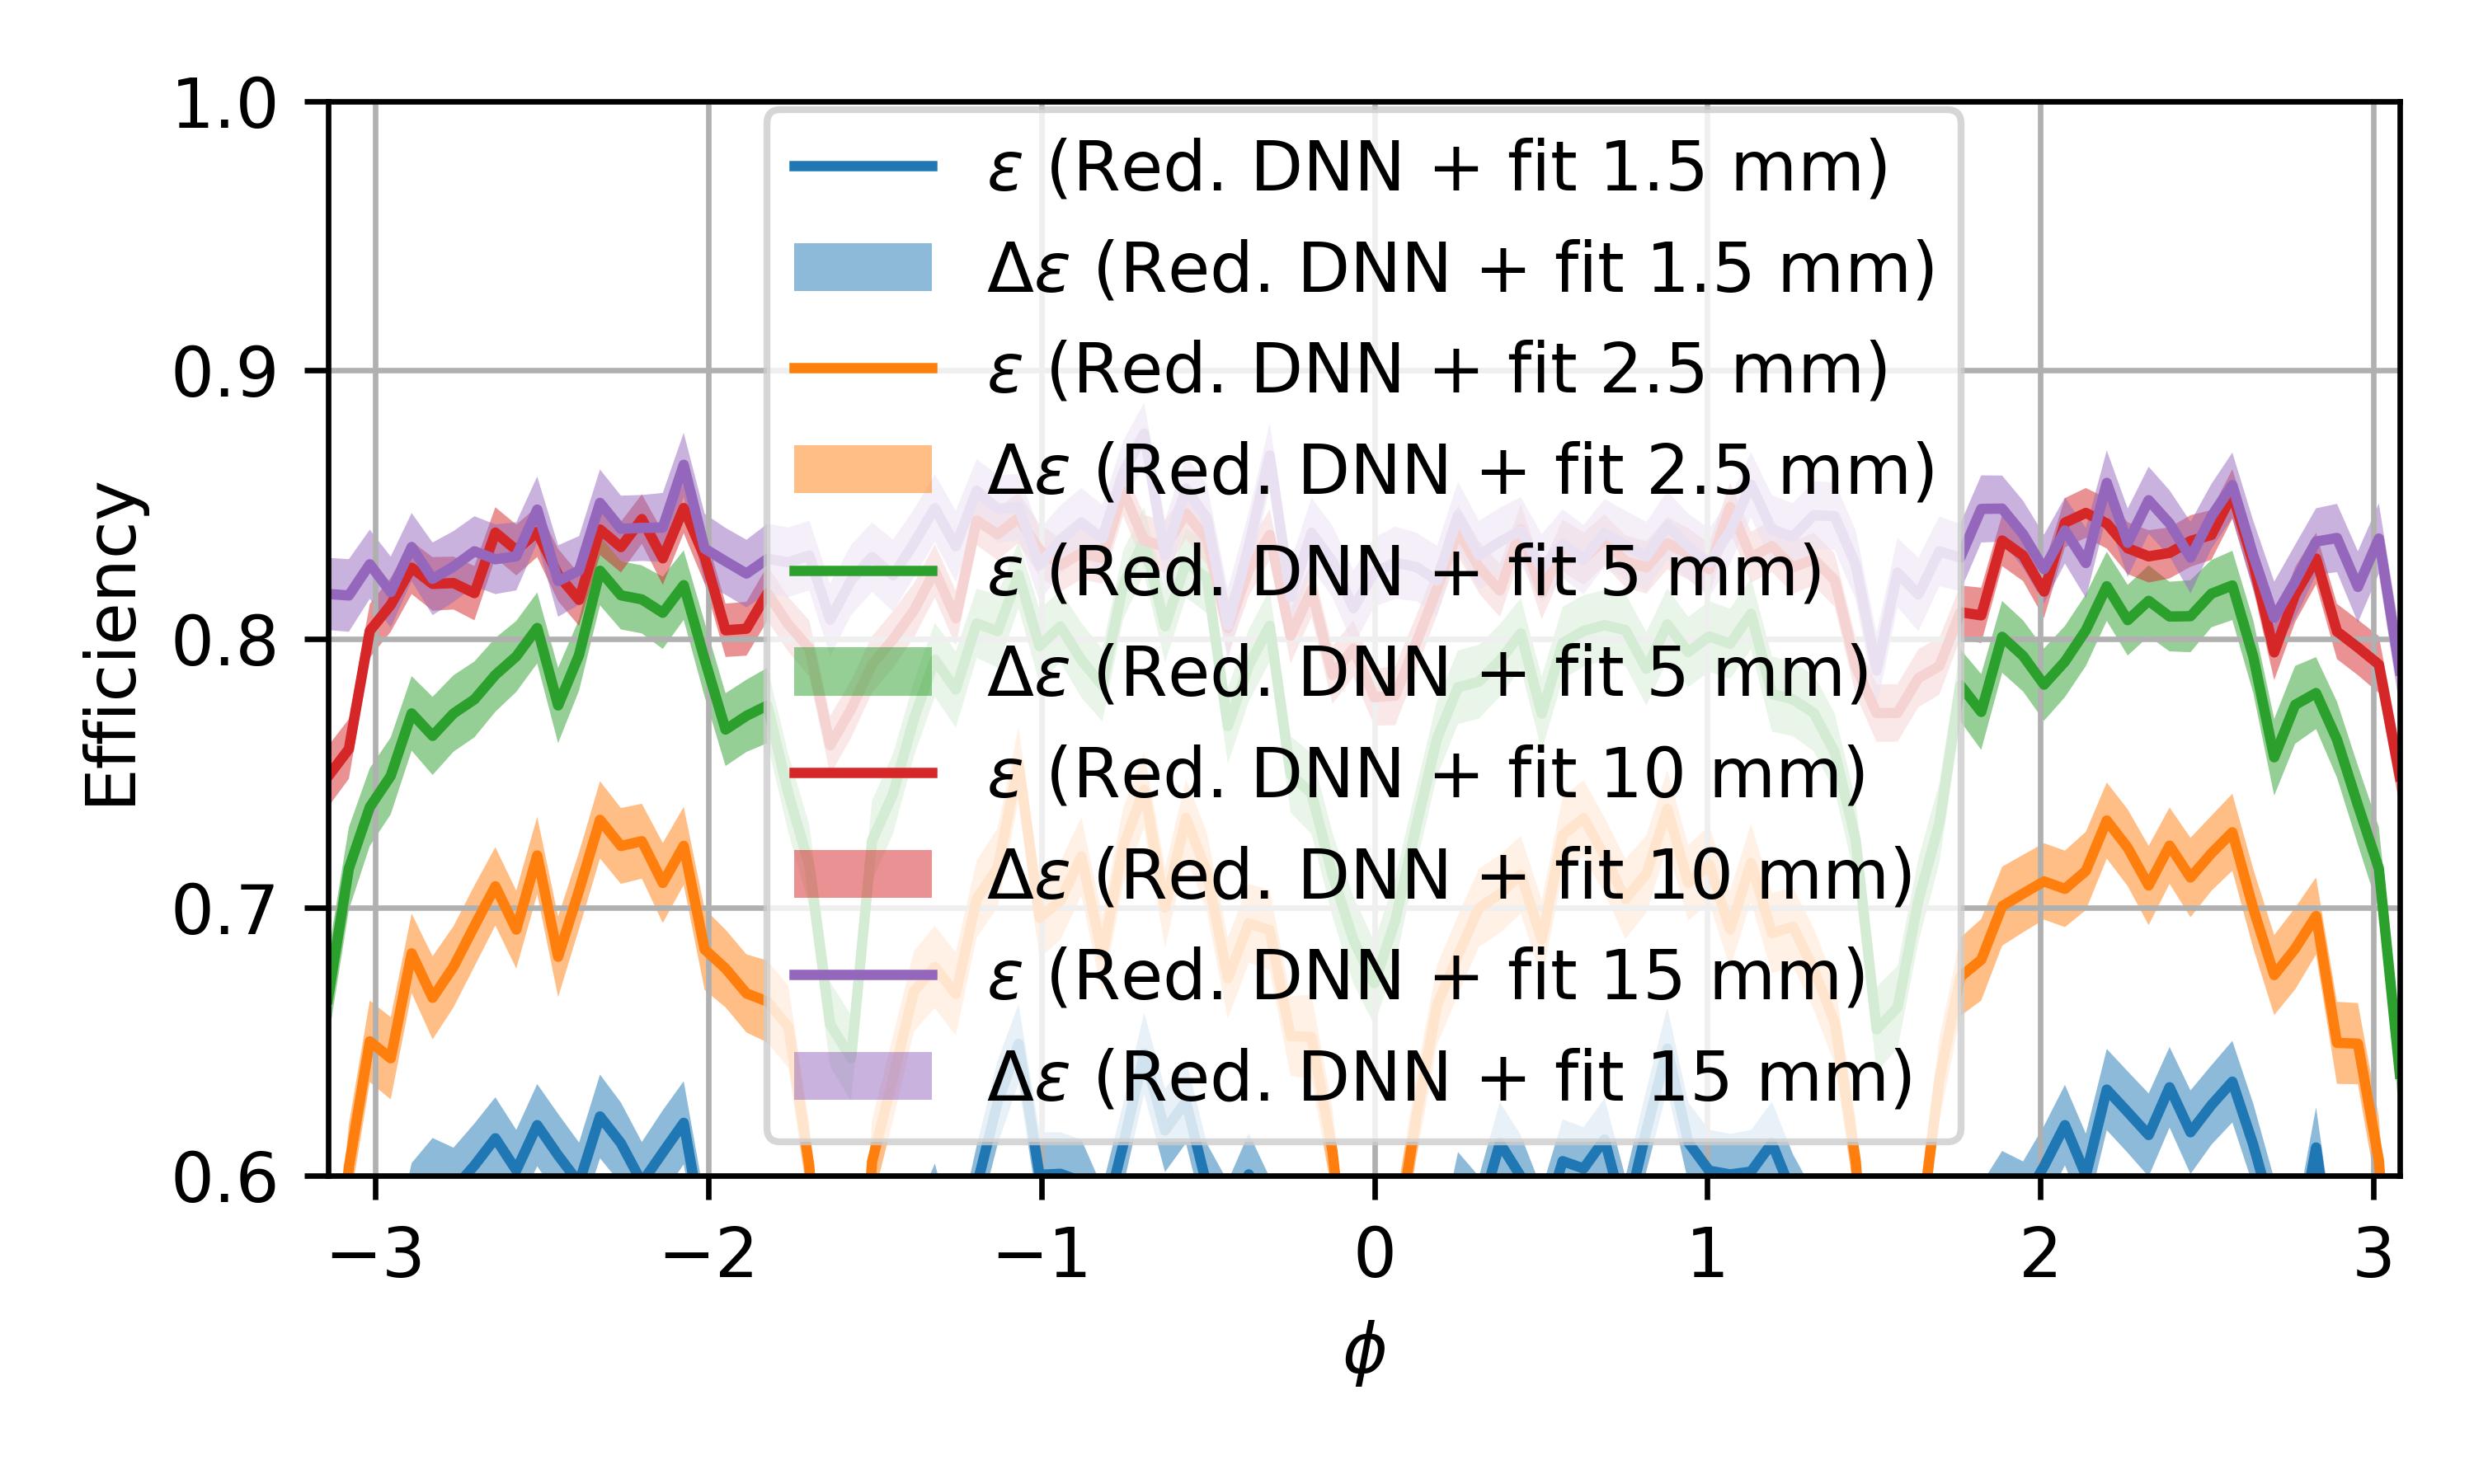 1.0
0.9
0.8
0.7
0.6
Efficiency
ε (Red. DNN + fit 1.5 mm)
Δε (Red. DNN + fit 1.5 mm)
ε (Red. DNN + fit 2.5 mm)
Δε (Red. DNN + fit 2.5 mm)
ε (Red. DNN + fit 5 mm)
Δε (Red. DNN + fit 5 mm)
ε (Red. DNN + fit 10 mm)
Δε (Red. DNN + fit 10 mm)
ε (Red. DNN + fit 15 mm)
Δε (Red. DNN + fit 15 mm)
−3 −2 −1 0 1 2 3
ϕ